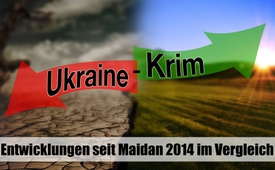 Ukraine - Krim
Entwicklungen seit Maidan 2014 im Vergleich